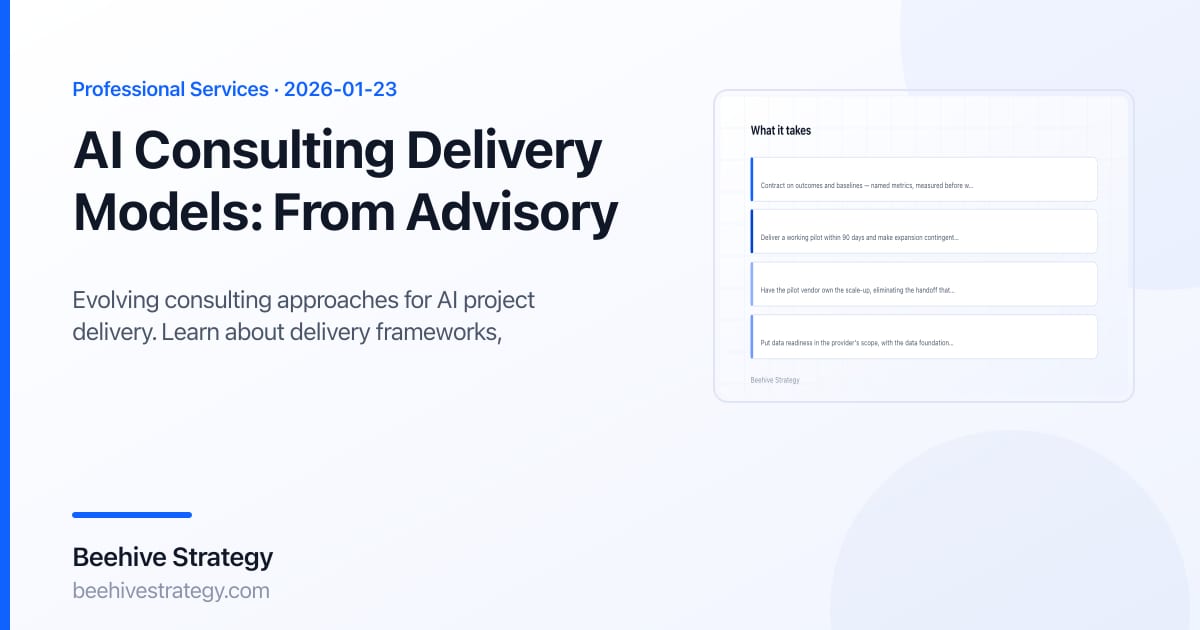 Professional Services · 2026-01-23
AI Consulting Delivery
Models: From Advisory
Evolving consulting approaches for AI project
delivery. Learn about delivery frameworks,
Beehive Strategy
beehivestrategy.com
What it takes
Contract on outcomes and baselines — named metrics, measured before w...
Deliver a working pilot within 90 days and make expansion contingent...
Have the pilot vendor own the scale-up, eliminating the handoff that...
Put data readiness in the provider's scope, with the data foundation...
Beehive Strategy